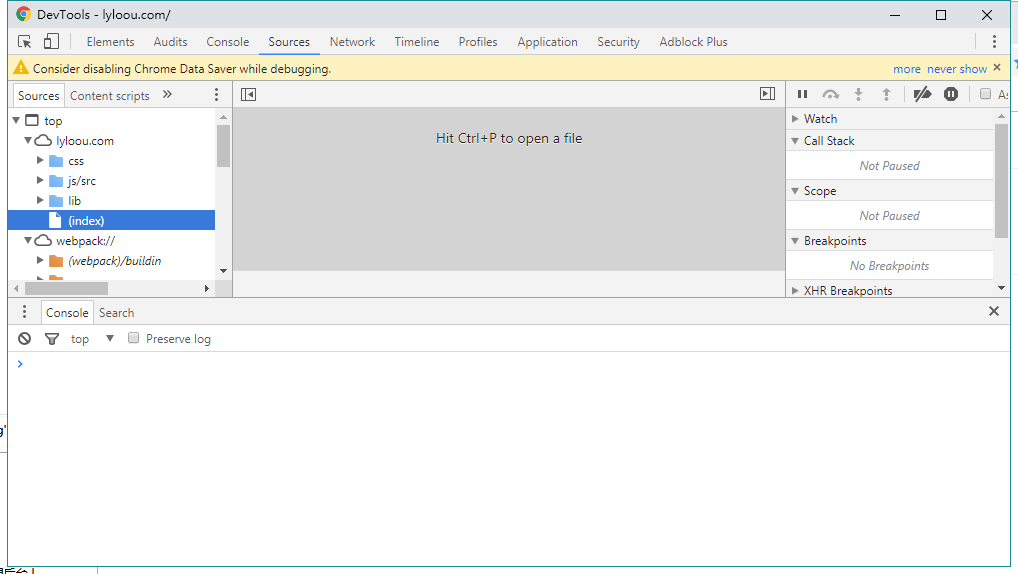 DevTools - lyloou.com/
Elements Audits Console Sources Network Timeline Profiles Application Security Adblock Plus
Consider disabling Chrome Data Saver while debugging. more never show
Sources Content scripts
top
lyloou.com
css
js/src
lib
(index)
webpack://
(webpack)/buildin
Hit Ctrl+P to open a file
Watch
Call Stack
Not Paused
Scope
Not Paused
Breakpoints
No Breakpoints
XHR Breakpoints
Console Search
top Preserve log